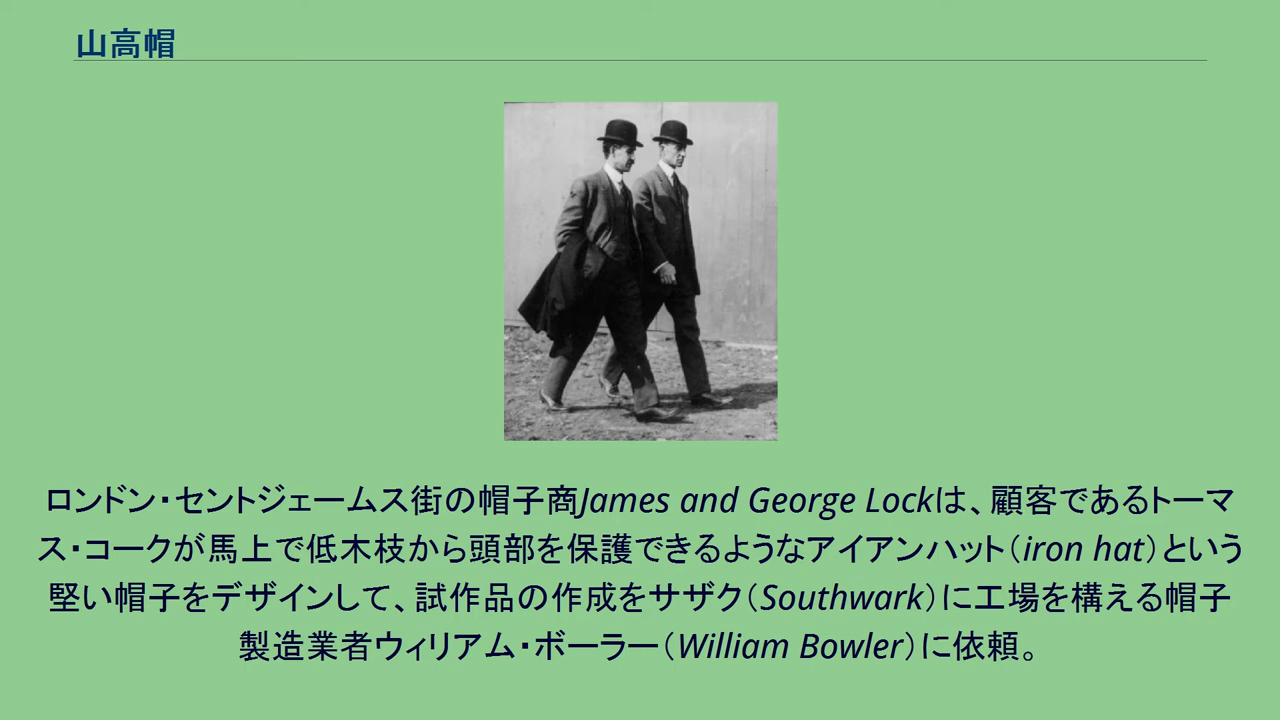 山高帽
ロンドン・セントジェームス街の帽子商James and George Lockは、顧客であるトーマ
ス・コークが馬上で低木枝から頭部を保護できるようなアイアンハット（iron hat）という
堅い帽子をデザインして、試作品の作成をサザク（Southwark）に工場を構える帽子
製造業者ウィリアム・ボーラー（William Bowler）に依頼。